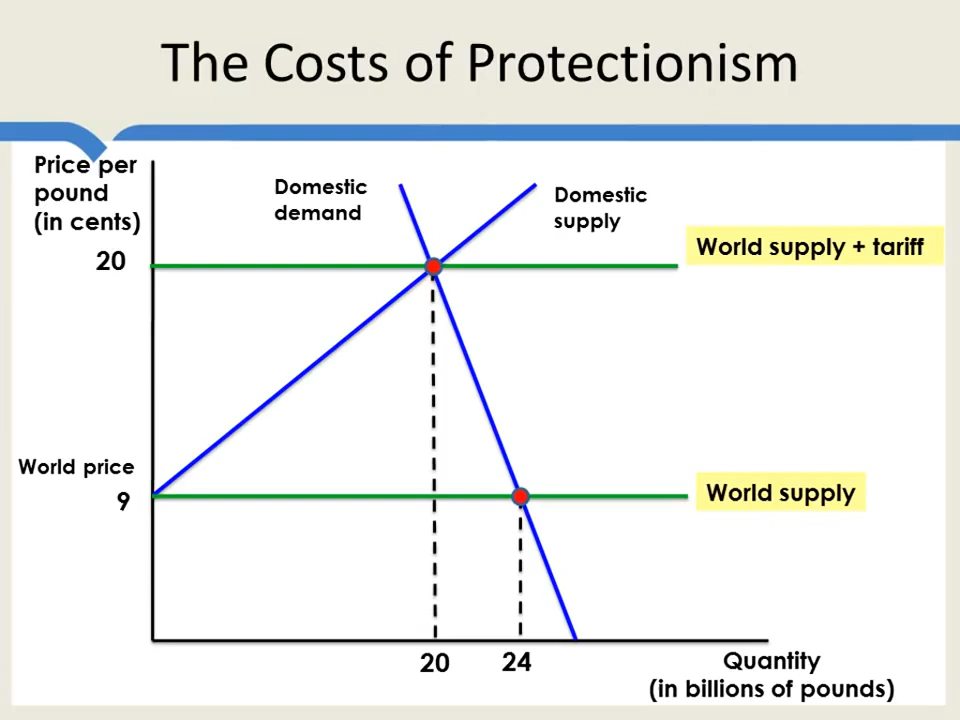 The Costs of Protectionism
Price per
pound
(in cents)
Domestic
demand
Domestic
supply
World supply + tariff
20
World price
9
World supply
20
24
Quantity
(in billions of pounds)